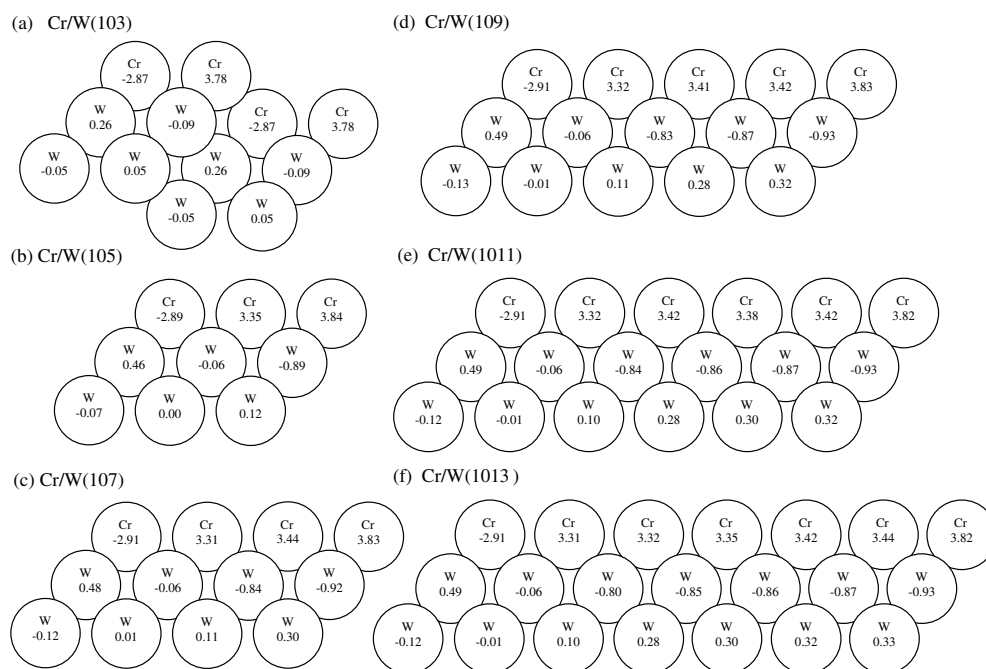 (a) Cr/W(103)
Cr Cr
-2.87 3.78
W W Cr Cr
0.26 -0.09 -2.87 3.78
W W W W
-0.05 0.05 0.26 -0.09
W W
-0.05 0.05
(b) Cr/W(105)
Cr Cr Cr
-2.89 3.35 3.84
W W W
0.46 -0.06 -0.89
W W W
-0.07 0.00 0.12
(c) Cr/W(107)
Cr Cr Cr Cr
-2.91 3.31 3.44 3.83
W W W W
0.48 -0.06 -0.84 -0.92
W W W W
-0.12 0.01 0.11 0.30
(d) Cr/W(109)
Cr Cr Cr Cr Cr
-2.91 3.32 3.41 3.42 3.83
W W W W W
0.49 -0.06 -0.83 -0.87 -0.93
W W W W W
-0.13 -0.01 0.11 0.28 0.32
(e) Cr/W(1011)
Cr Cr Cr Cr Cr Cr
-2.91 3.32 3.42 3.38 3.42 3.82
W W W W W W
0.49 -0.06 -0.84 -0.86 -0.87 -0.93
W W W W W W
-0.12 -0.01 0.10 0.28 0.30 0.32
(f) Cr/W(1013)
Cr Cr Cr Cr Cr Cr Cr
-2.91 3.31 3.32 3.35 3.42 3.44 3.82
W W W W W W W
0.49 -0.06 -0.80 -0.85 -0.86 -0.87 -0.93
W W W W W W W
-0.12 -0.01 0.10 0.28 0.30 0.32 0.33